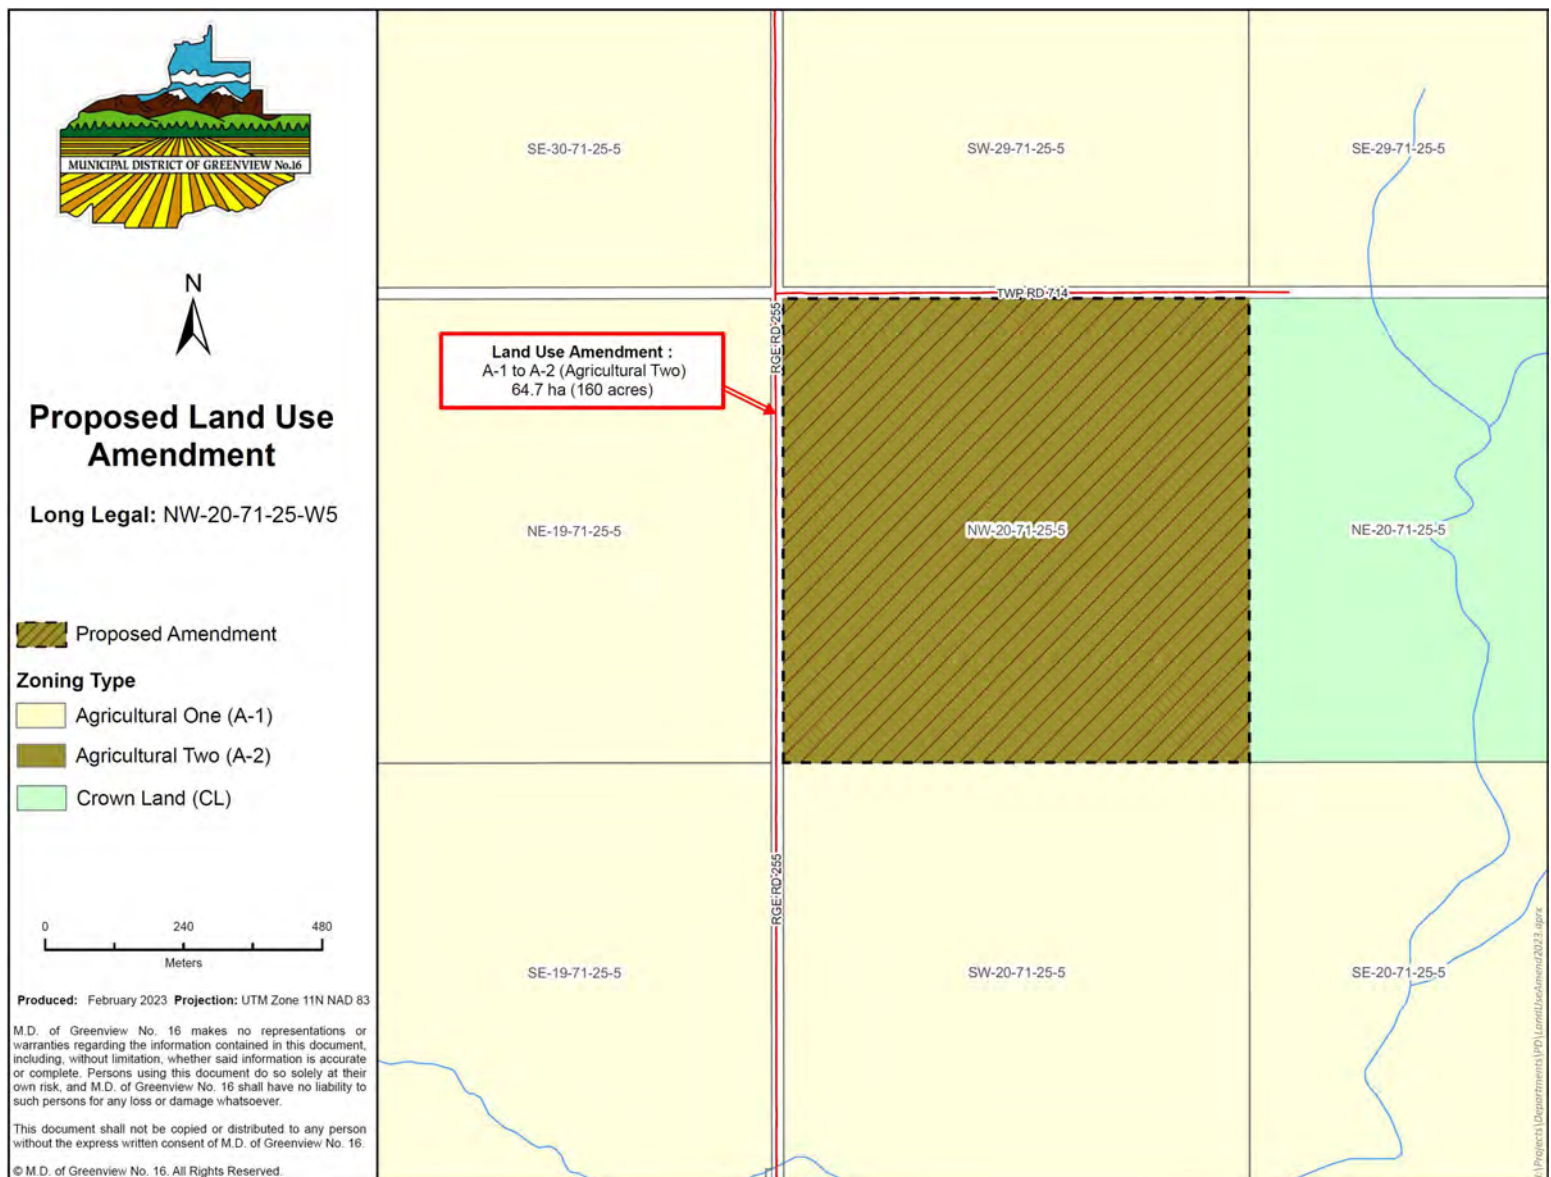 MUNICIPAL DISTRICT OF GREENVIEW No.16
N
Proposed Land Use
Amendment
Long Legal: NW-20-71-25-W5
Proposed Amendment
Zoning Type
Agricultural One (A-1)
Agricultural Two (A-2)
Crown Land (CL)
0 240 480
Meters
Produced: February 2023 Projection: UTM Zone 11N NAD 83
M.D. of Greenview No. 16 makes no representations or
warranties regarding the information contained in this document,
including, without limitation, whether said information is accurate
or complete. Persons using this document do so solely at their
own risk, and M.D. of Greenview No. 16 shall have no liability to
such persons for any loss or damage whatsoever.
This document shall not be copied or distributed to any person
without the express written consent of M.D. of Greenview No. 16.
© M.D. of Greenview No. 16. All Rights Reserved.
SE-30-71-25-5
SW-29-71-25-5
SE-29-71-25-5
TWP RD 714
RGE RD 255
Land Use Amendment :
A-1 to A-2 (Agricultural Two)
64.7 ha (160 acres)
NE-19-71-25-5
NW-20-71-25-5
NE-20-71-25-5
RGE RD 255
SE-19-71-25-5
SW-20-71-25-5
SE-20-71-25-5
I:\Projects\Departments\PD\LandUseAmend2023.aprx